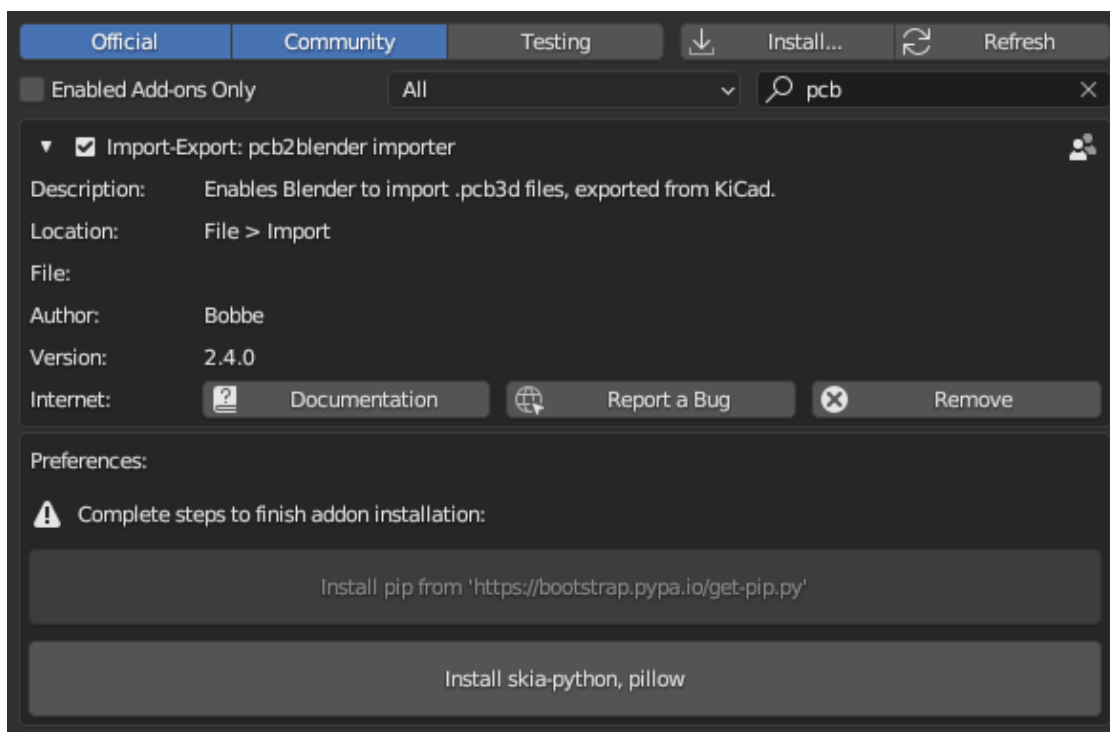 Official Community Testing Install... Refresh
Enabled Add-ons Only All pcb
Import-Export: pcb2blender importer
Description: Enables Blender to import .pcb3d files, exported from KiCad.
Location: File > Import
File:
Author: Bobbe
Version: 2.4.0
Internet: Documentation Report a Bug Remove
Preferences:
Complete steps to finish addon installation:
Install pip from 'https://bootstrap.pypa.io/get-pip.py'
Install skia-python, pillow